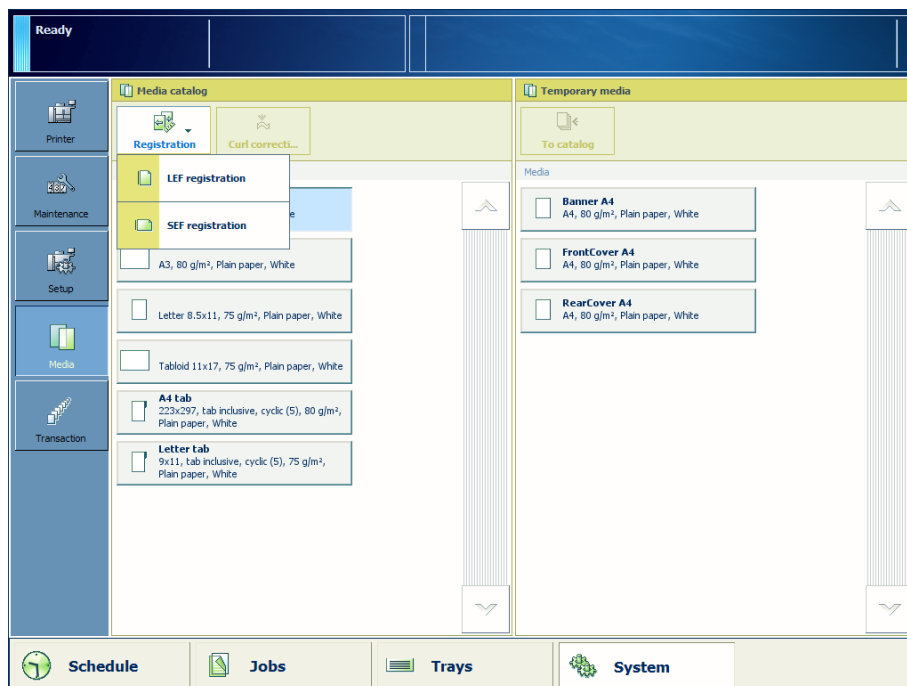 Ready
Media catalog
Temporary media
Printer
Registration
Curl correcti...
To catalog
LEF registration
SEF registration
Media
Maintenance
e
A3, 80 g/m², Plain paper, White
Letter 8.5x11, 75 g/m², Plain paper, White
Tabloid 11x17, 75 g/m², Plain paper, White
A4 tab
223x297, tab inclusive, cyclic (5), 80 g/m²,
Plain paper, White
Letter tab
9x11, tab inclusive, cyclic (5), 75 g/m²,
Plain paper, White
Banner A4
A4, 80 g/m², Plain paper, White
FrontCover A4
A4, 80 g/m², Plain paper, White
RearCover A4
A4, 80 g/m², Plain paper, White
Setup
Media
Transaction
Schedule
Jobs
Trays
System